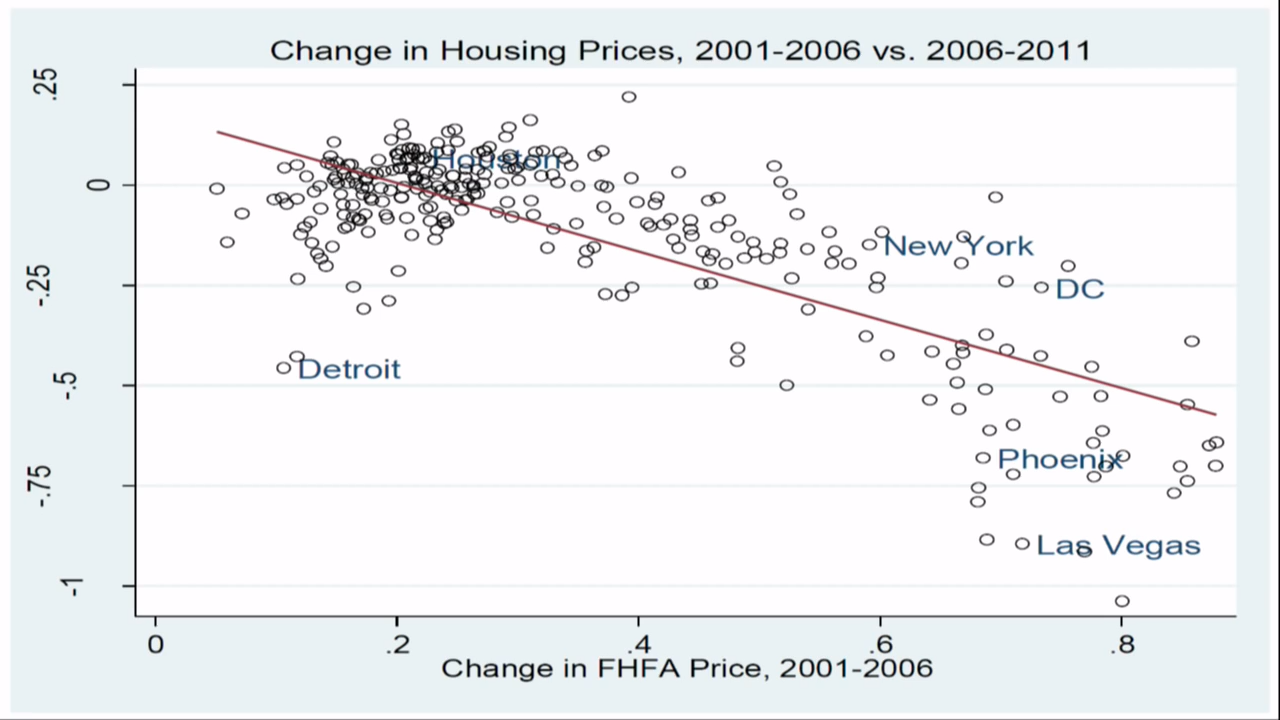 Change in Housing Prices, 2001-2006 vs. 2006-2011
.25
0
-.25
-.5
-.75
-1
Houston
New York
DC
Detroit
Phoenix
Las Vegas
0 .2 .4 .6 .8
Change in FHFA Price, 2001-2006